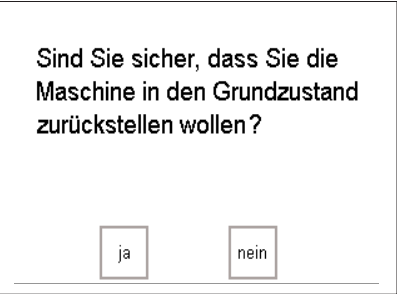 Sind Sie sicher, dass Sie die
Maschine in den Grundzustand
zurückstellen wollen?
ja nein